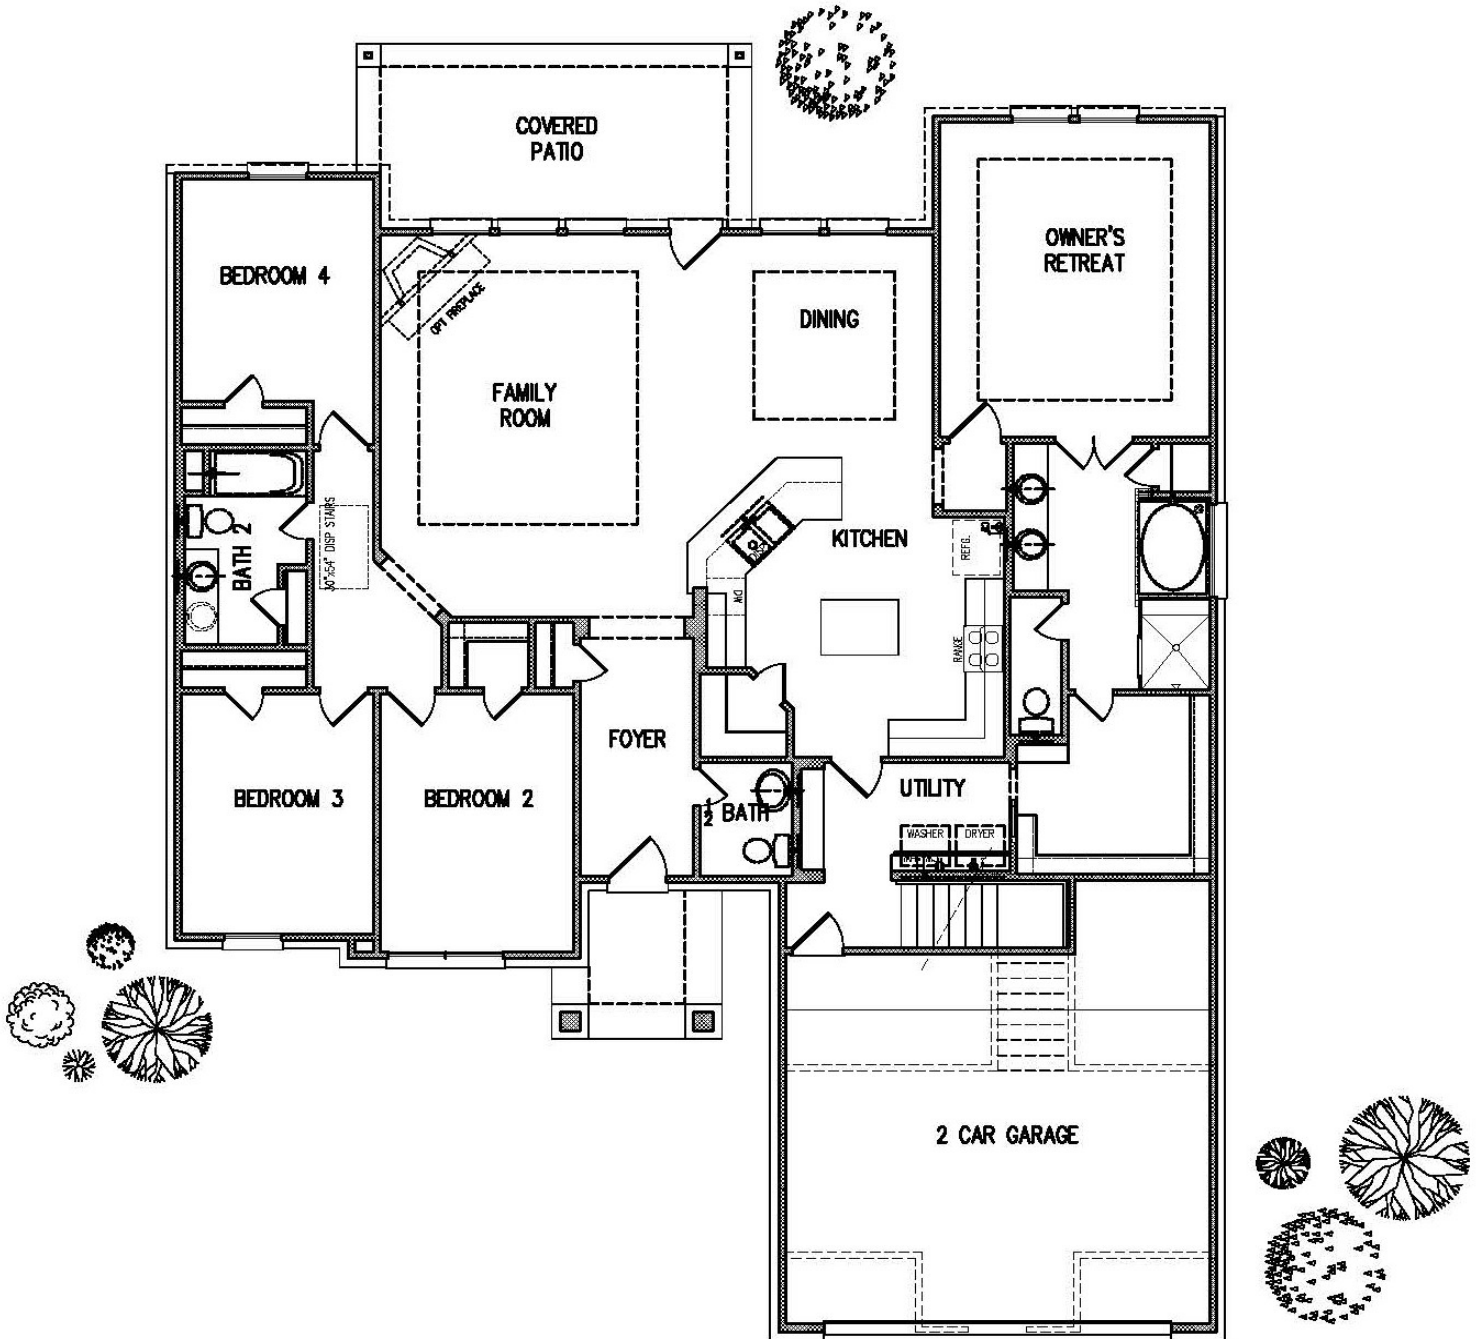 COVERED
PATIO
OWNER'S
RETREAT
BEDROOM 4
OPT FIREPLACE
DINING
FAMILY
ROOM
30"x54" DISP STAIRS
BATH 2
KITCHEN
REFG.
DW
RANGE
FOYER
BEDROOM 3
BEDROOM 2
UTILITY
1/2 BATH
WASHER
DRYER
2 CAR GARAGE